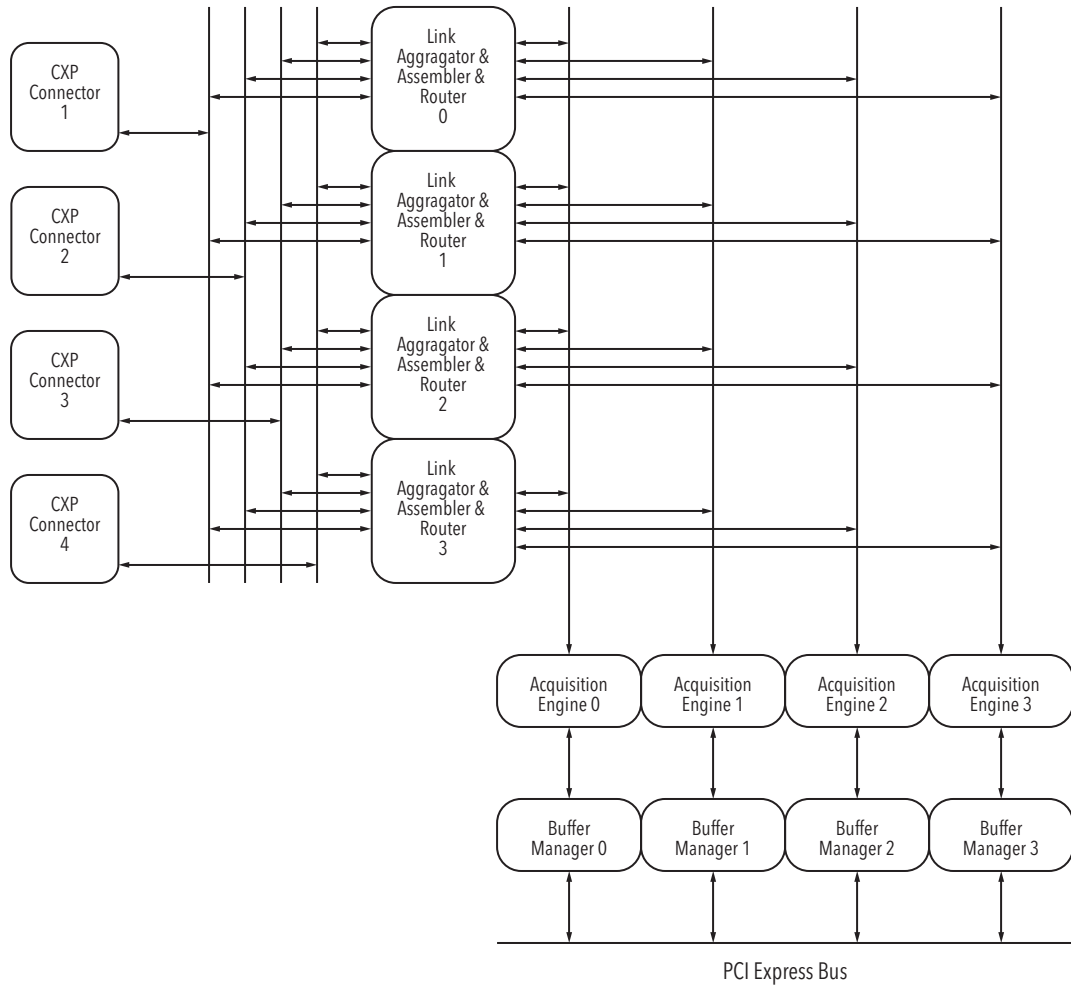 CXP
Connector
1
Link
Aggragator &
Assembler &
Router
0
CXP
Connector
2
Link
Aggragator &
Assembler &
Router
1
CXP
Connector
3
Link
Aggragator &
Assembler &
Router
2
CXP
Connector
4
Link
Aggragator &
Assembler &
Router
3
Acquisition
Engine 0
Acquisition
Engine 1
Acquisition
Engine 2
Acquisition
Engine 3
Buffer
Manager 0
Buffer
Manager 1
Buffer
Manager 2
Buffer
Manager 3
PCI Express Bus